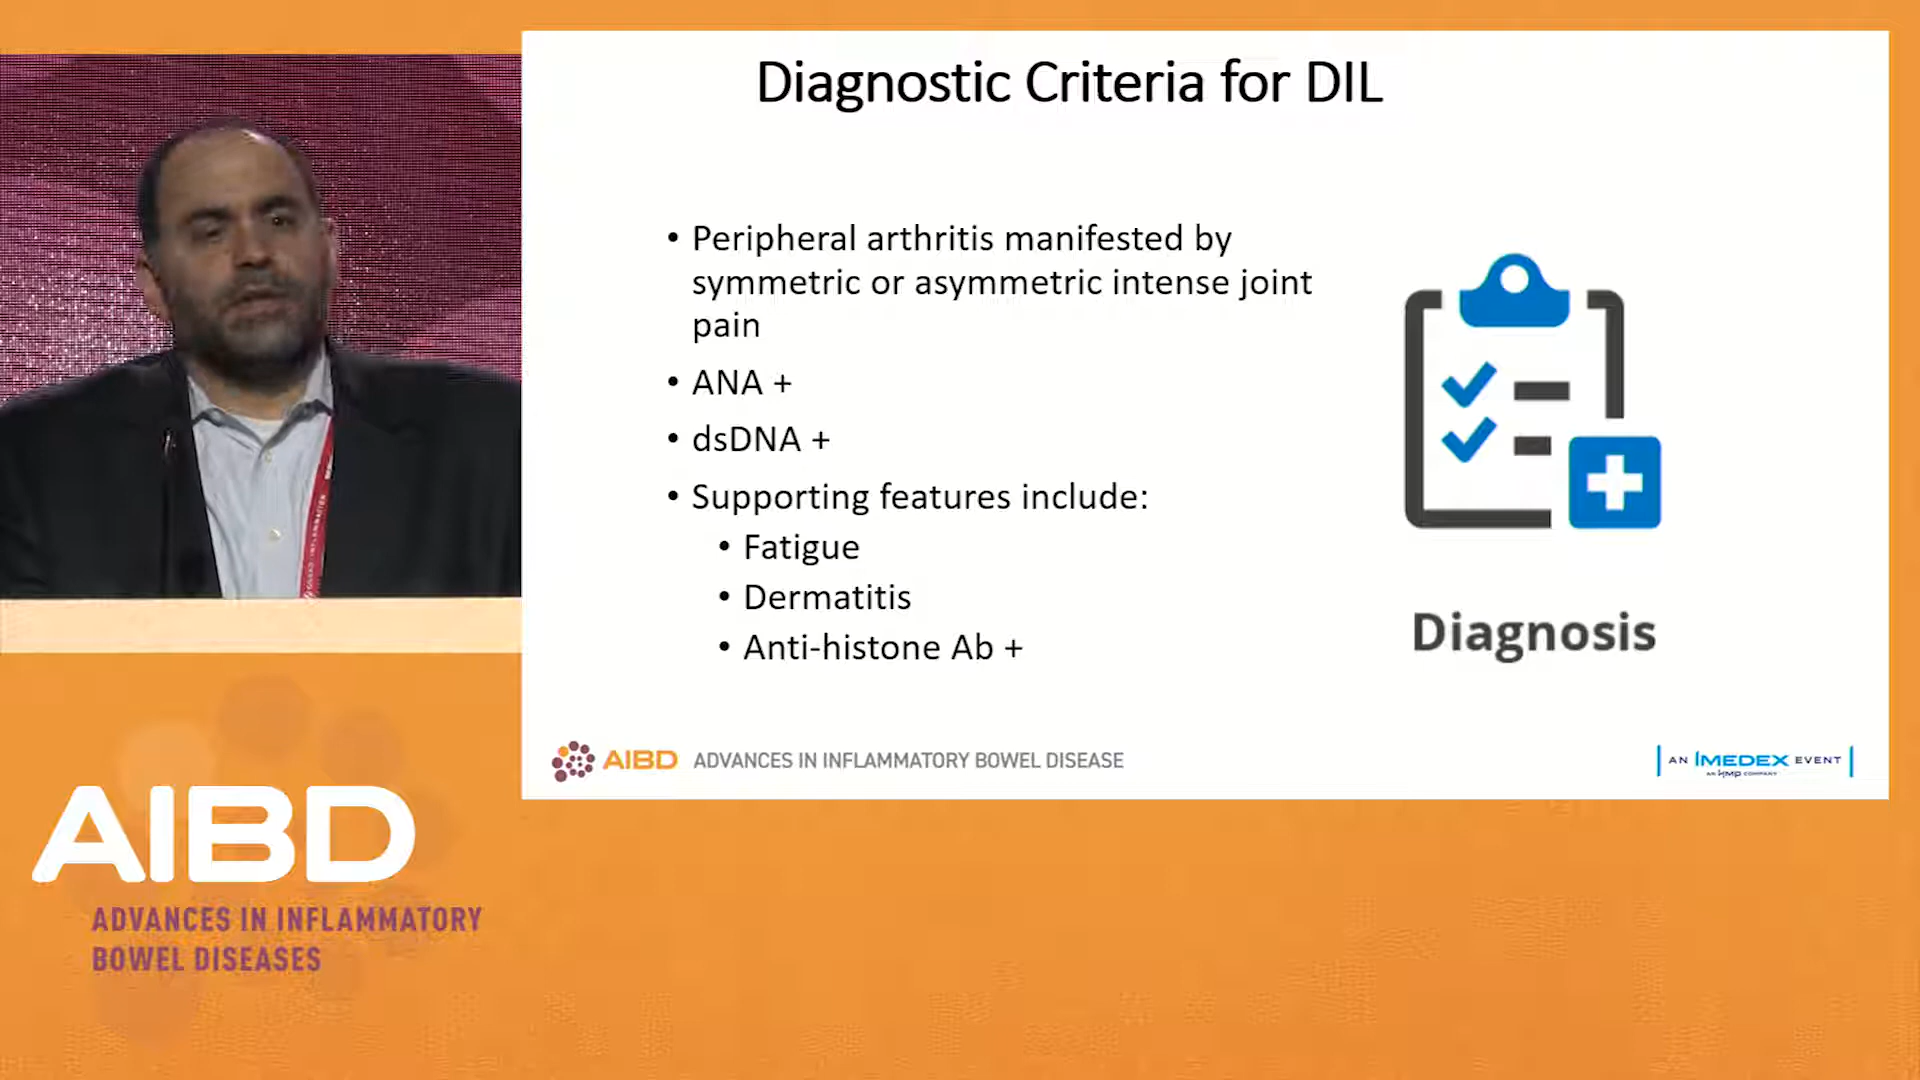 Diagnostic Criteria for DIL
• Peripheral arthritis manifested by
symmetric or asymmetric intense joint
pain
• ANA +
• dsDNA +
• Supporting features include:
• Fatigue
• Dermatitis
• Anti-histone Ab +
Diagnosis
AIBD ADVANCES IN INFLAMMATORY BOWEL DISEASE
AN IMEDEX EVENT
AN HMP COMPANY
AIBD
ADVANCES IN INFLAMMATORY
BOWEL DISEASES